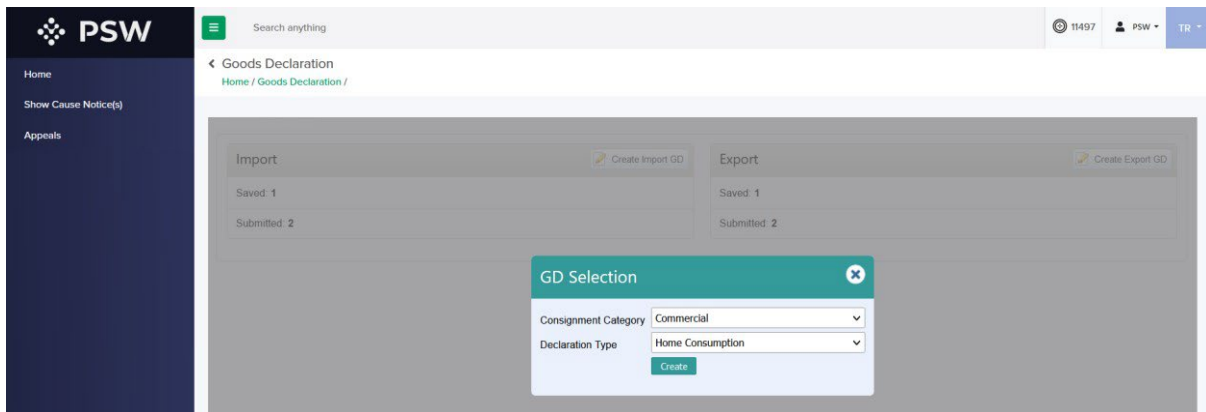 PSW
Search anything
11497
PSW
TR
Home
Show Cause Notice(s)
Appeals
Goods Declaration
Home / Goods Declaration /
Import
Create Import GD
Saved: 1
Submitted: 2
Export
Create Export GD
Saved: 1
Submitted: 2
GD Selection
Consignment Category Commercial
Declaration Type Home Consumption
Create